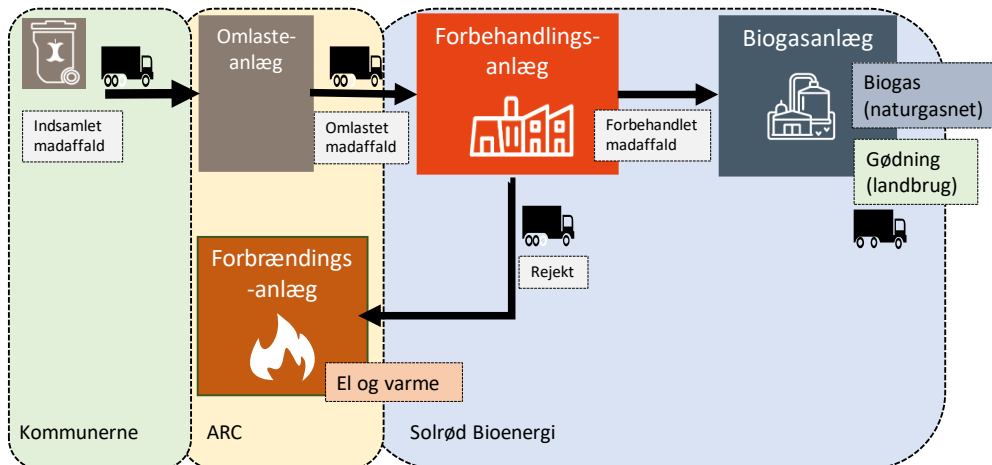 Omlaste-
anlæg
Forbehandlings-
anlæg
Biogasanlæg
Biogas
(naturgasnet)
Indsamlet
madaffald
Omlastet
madaffald
Forbehandlet
madaffald
Gødning
(landbrug)
Forbrændings
-anlæg
Rejekt
El og varme
Kommunerne
ARC
Solrød Bioenergi